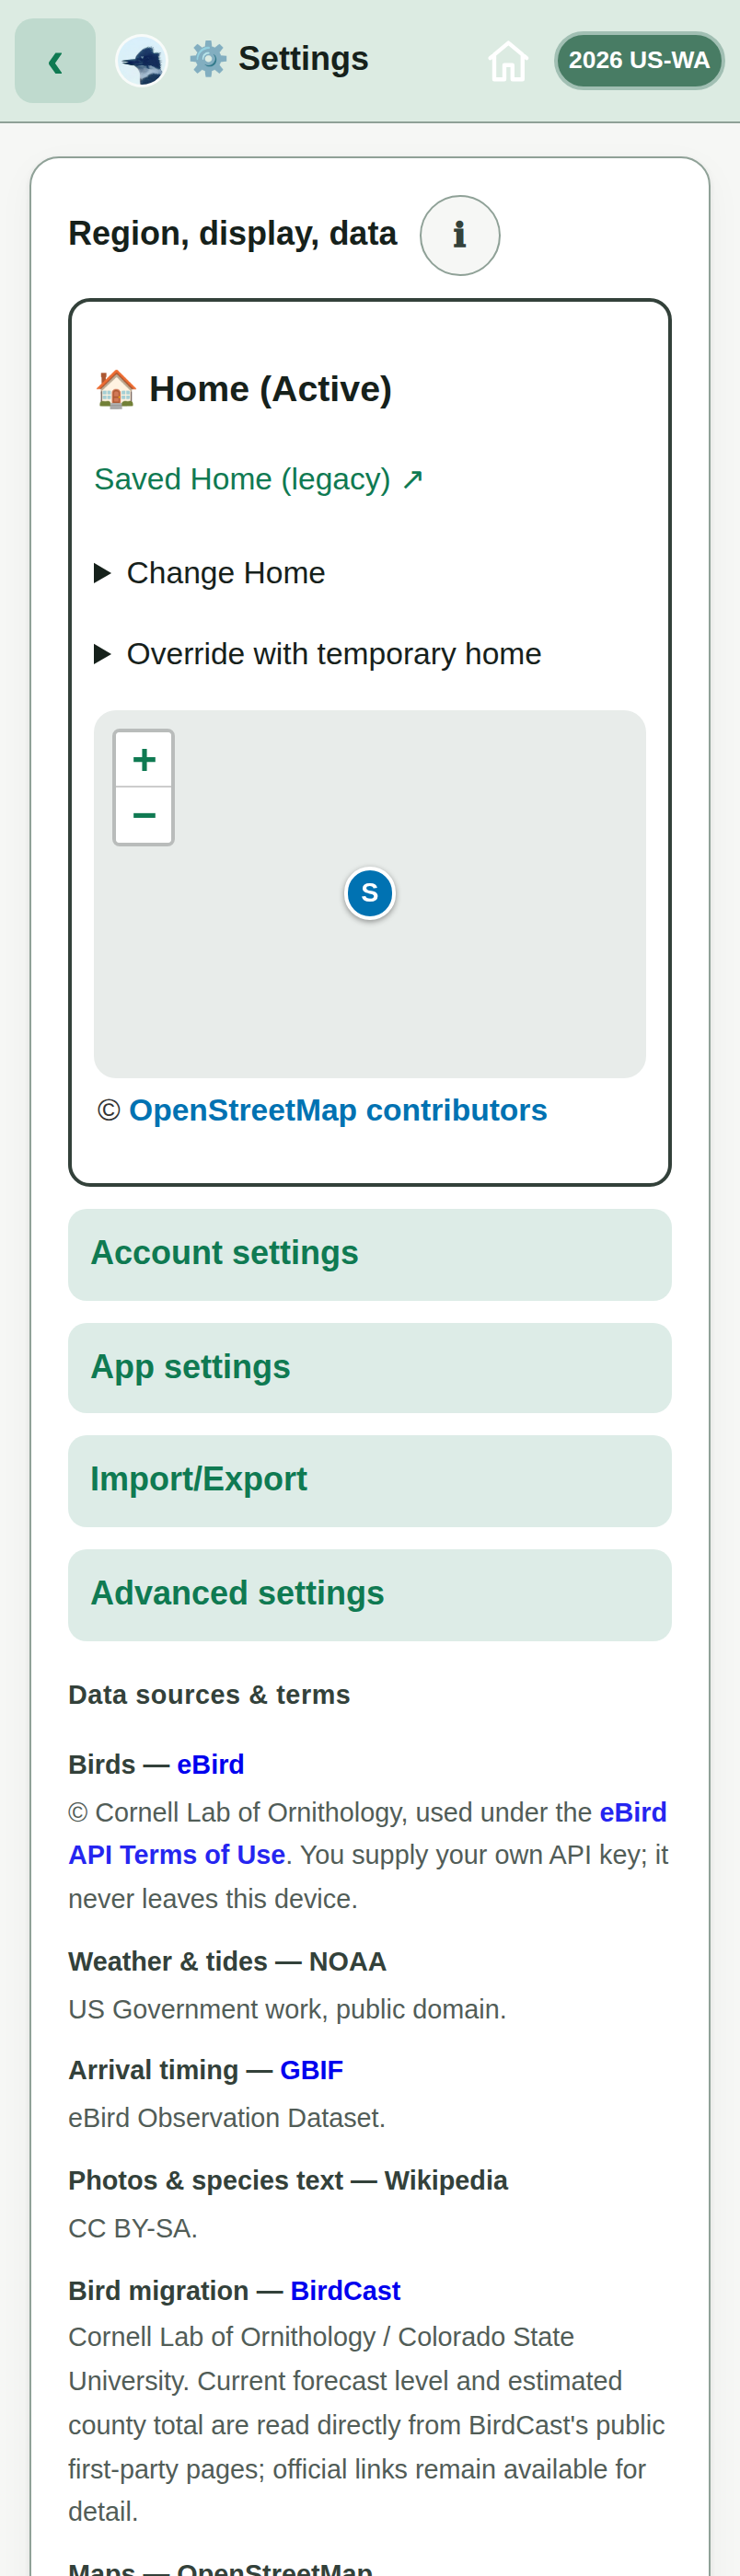 ‹ ⚙️ Settings 2026 US-WA
Region, display, data ℹ
🏠 Home (Active)
Saved Home (legacy) ↗
▶ Change Home
▶ Override with temporary home
+
−
S
© OpenStreetMap contributors
Account settings
App settings
Import/Export
Advanced settings
Data sources & terms
Birds — eBird
© Cornell Lab of Ornithology, used under the eBird
API Terms of Use. You supply your own API key; it
never leaves this device.
Weather & tides — NOAA
US Government work, public domain.
Arrival timing — GBIF
eBird Observation Dataset.
Photos & species text — Wikipedia
CC BY-SA.
Bird migration — BirdCast
Cornell Lab of Ornithology / Colorado State
University. Current forecast level and estimated
county total are read directly from BirdCast's public
first-party pages; official links remain available for
detail.
Maps — OpenStreetMap